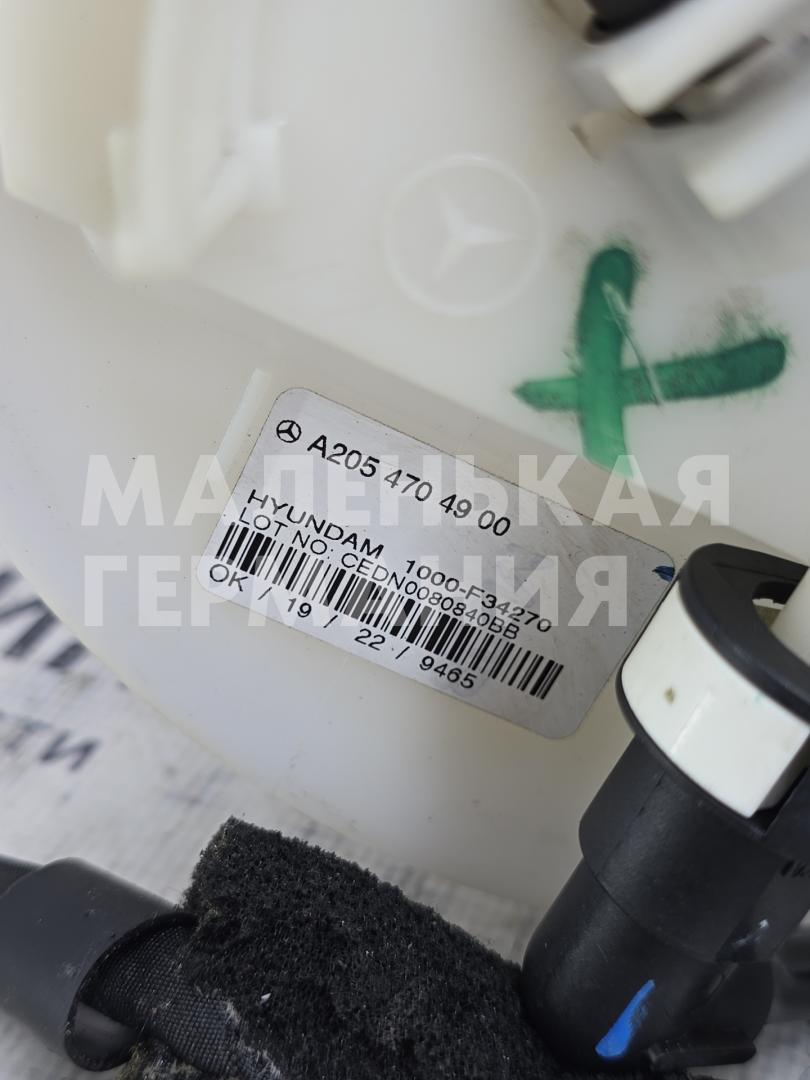 A205 470 49 00
HYUNDAM 1000-F34270
LOT NO: CEDN0080840BB
OK / 19 / 22 / 9465
МАЛЕНЬКАЯ
ГЕРМАНИЯ